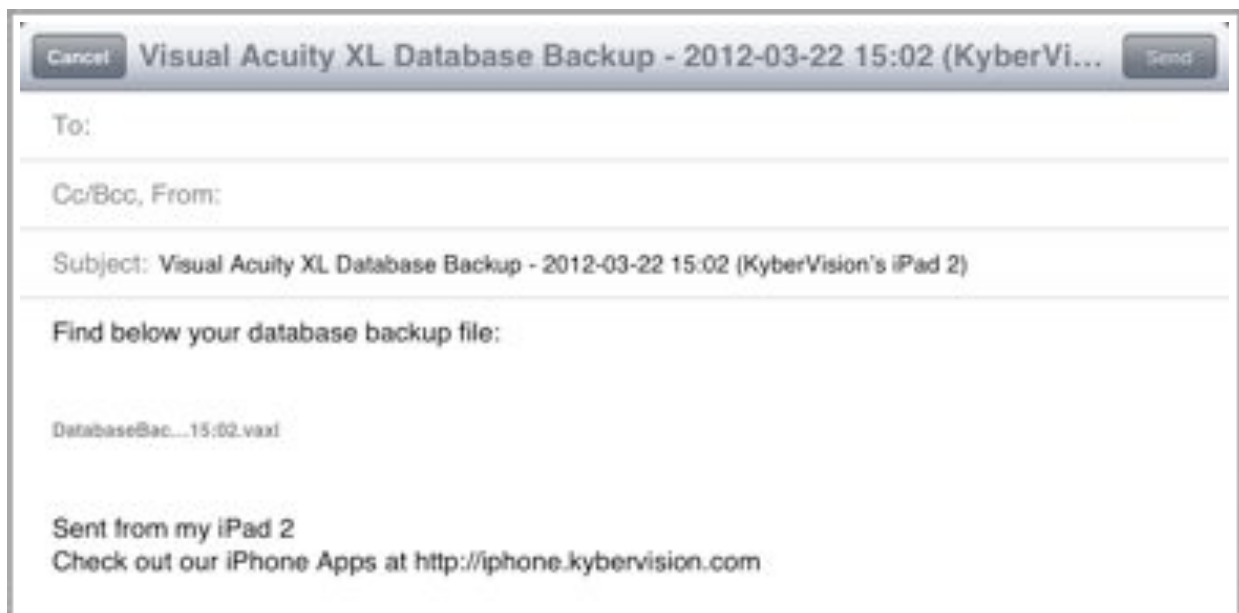 Cancel Visual Acuity XL Database Backup - 2012-03-22 15:02 (KyberVi... Send
To:
Cc/Bcc, From:
Subject: Visual Acuity XL Database Backup - 2012-03-22 15:02 (KyberVision's iPad 2)
Find below your database backup file:
DatabaseBac...15:02.vaxl
Sent from my iPad 2
Check out our iPhone Apps at http://iphone.kybervision.com